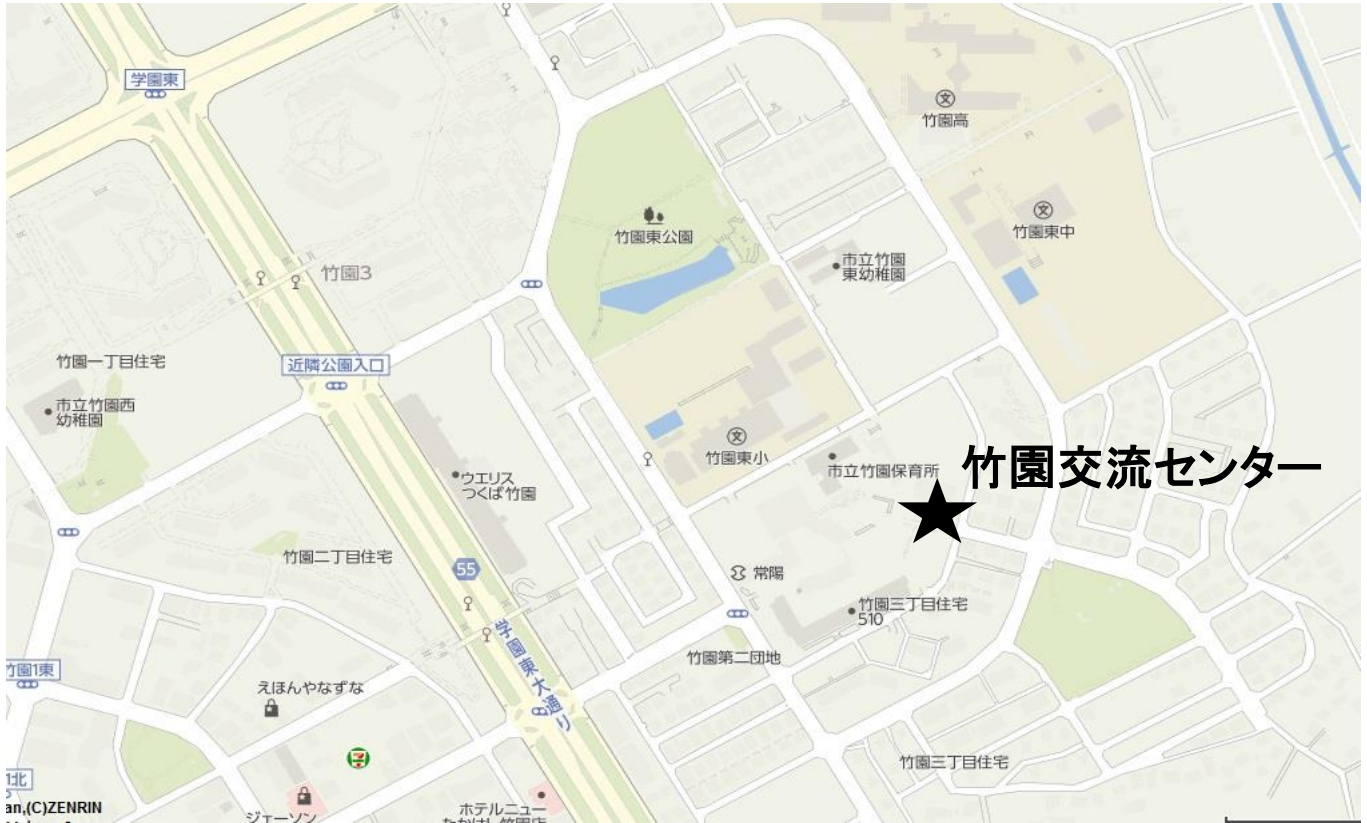 学園東
竹園高
竹園東中
竹園東公園
市立竹園
東幼稚園
竹園3
竹園一丁目住宅
近隣公園入口
市立竹園西
幼稚園
竹園東小
市立竹園保育所
竹園交流センター
ウエリス
つくば竹園
竹園二丁目住宅
55
常陽
竹園三丁目住宅
510
学園東大通り
竹園第二団地
竹園1東
えほんやなずな
竹園三丁目住宅
1北
an,(C)ZENRIN
ジェーソン
ホテルニュー